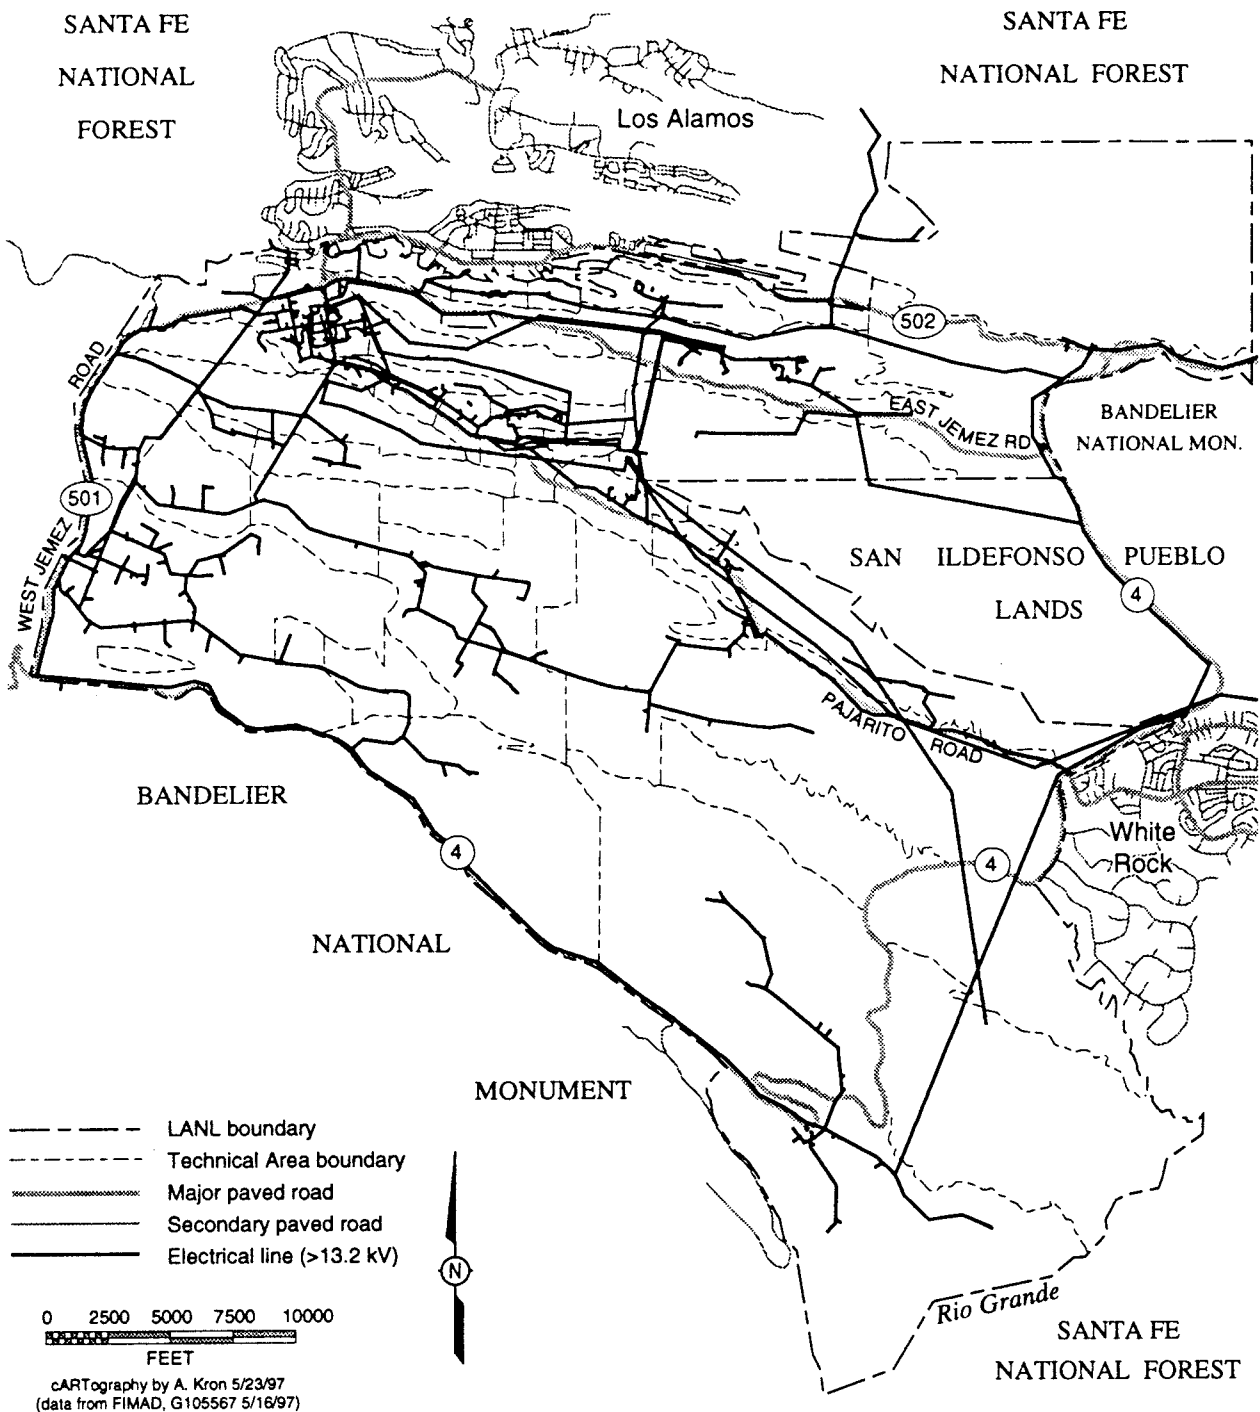 SANTA FE
NATIONAL
FOREST
SANTA FE
NATIONAL FOREST
Los Alamos
502
ROAD
EAST JEMEZ RD
BANDELIER
NATIONAL MON.
501
WEST JEMEZ
SAN ILDEFONSO PUEBLO
LANDS
4
PAJARITO ROAD
BANDELIER
White
Rock
4
4
NATIONAL
MONUMENT
LANL boundary
Technical Area boundary
Major paved road
Secondary paved road
Electrical line (>13.2 kV)
N
0 2500 5000 7500 10000
FEET
cARTography by A. Kron 5/23/97
(data from FIMAD, G105567 5/16/97)
Rio Grande
SANTA FE
NATIONAL FOREST